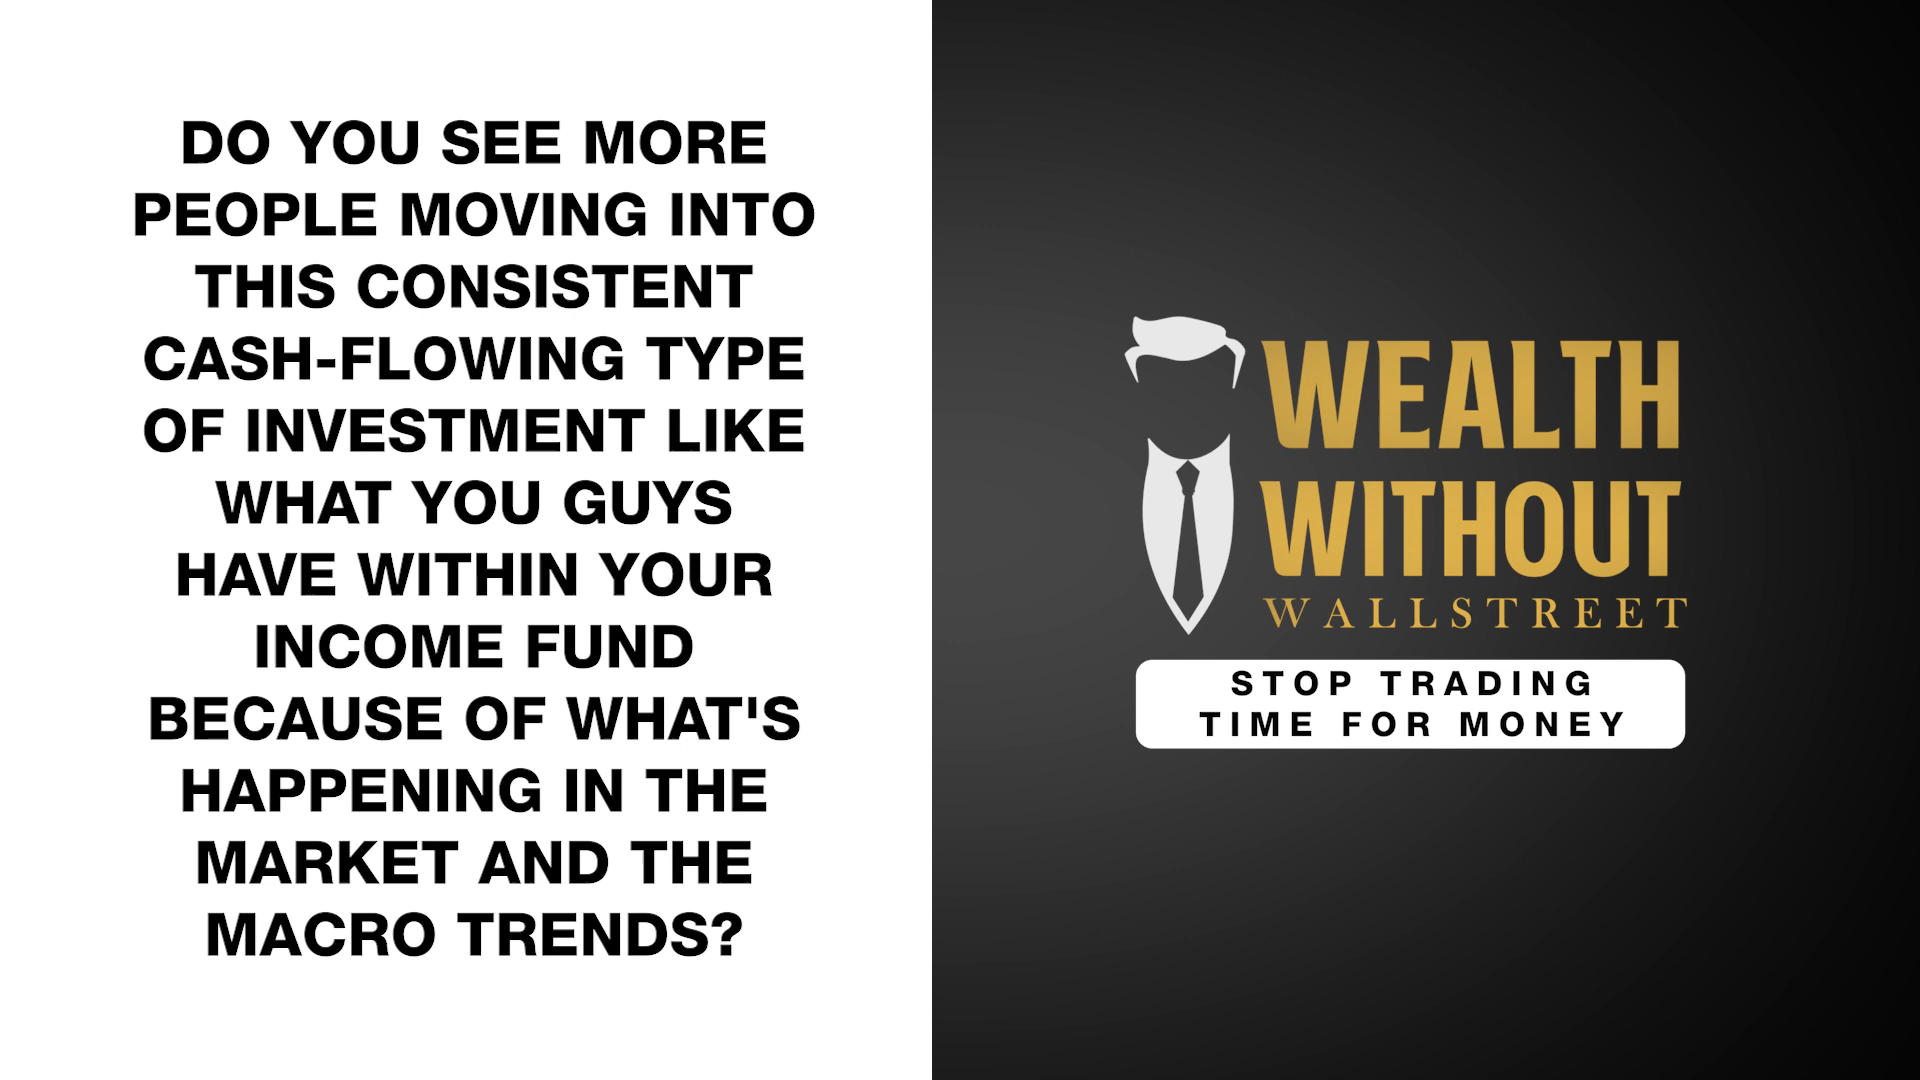 DO YOU SEE MORE
PEOPLE MOVING INTO
THIS CONSISTENT
CASH-FLOWING TYPE
OF INVESTMENT LIKE
WHAT YOU GUYS
HAVE WITHIN YOUR
INCOME FUND
BECAUSE OF WHAT'S
HAPPENING IN THE
MARKET AND THE
MACRO TRENDS?
WEALTH
WITHOUT
WALLSTREET
STOP TRADING
TIME FOR MONEY